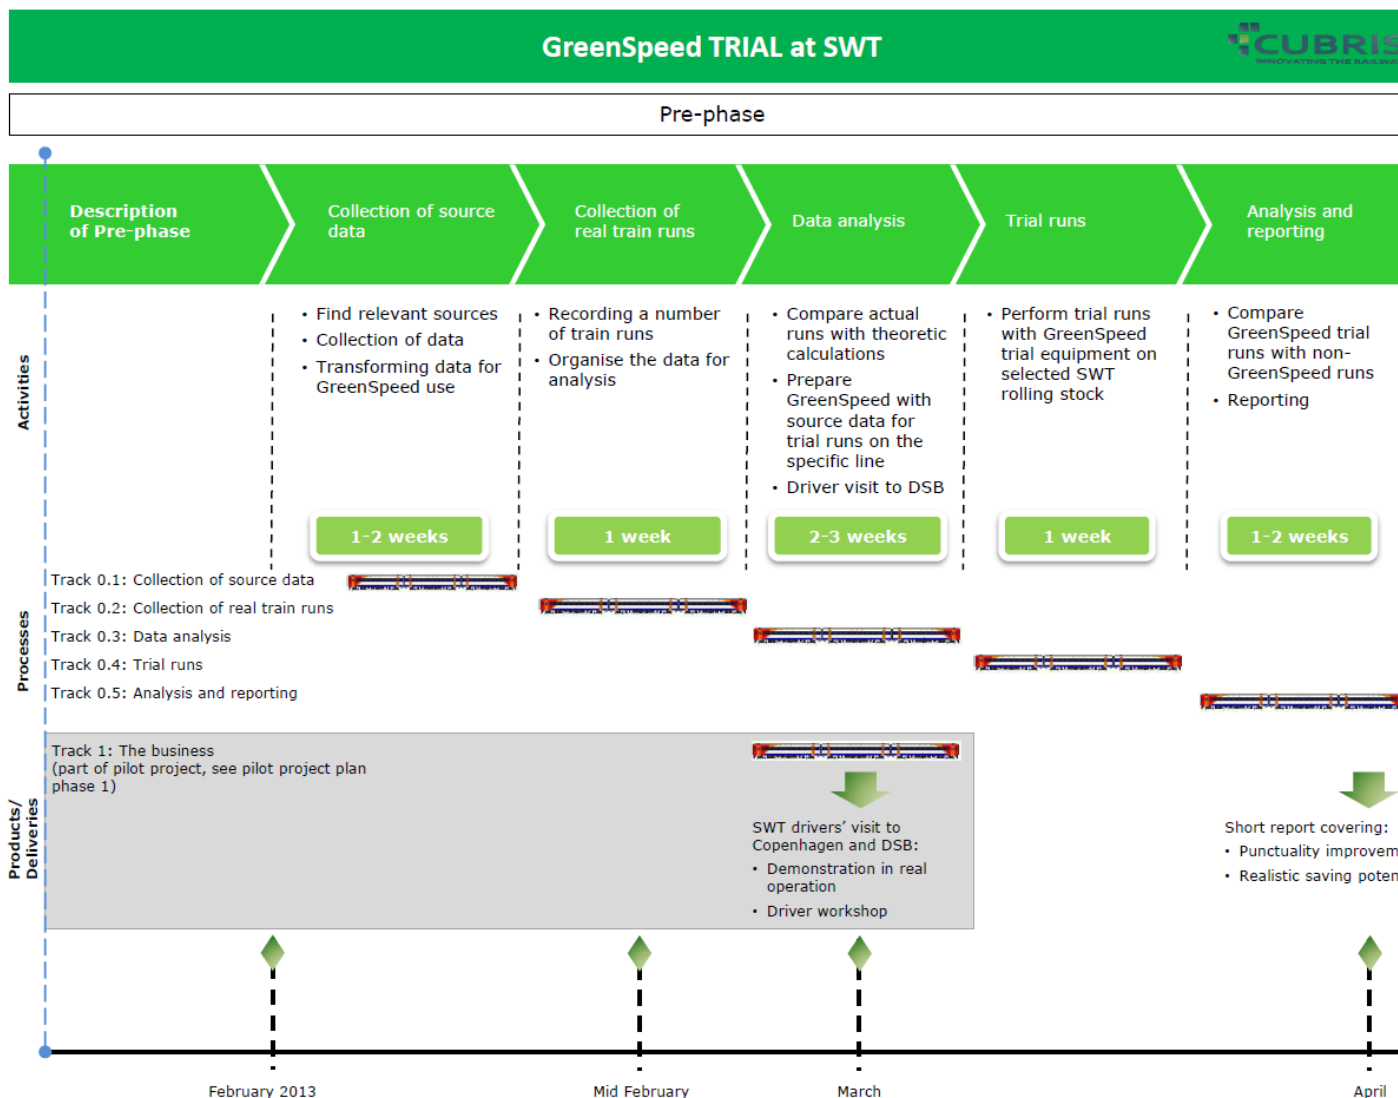 GreenSpeed TRIAL at SWT
CUBRIS
INNOVATING THE RAILWAY
Pre-phase
Description
of Pre-phase
Collection of source
data
Collection of
real train runs
Data analysis
Trial runs
Analysis and
reporting
Activities
• Find relevant sources
• Collection of data
• Transforming data for
GreenSpeed use
• Recording a number
of train runs
• Organise the data for
analysis
• Compare actual
runs with theoretic
calculations
• Prepare
GreenSpeed with
source data for
trial runs on the
specific line
• Driver visit to DSB
• Perform trial runs
with GreenSpeed
trial equipment on
selected SWT
rolling stock
• Compare
GreenSpeed trial
runs with non-
GreenSpeed runs
• Reporting
1-2 weeks
1 week
2-3 weeks
1 week
1-2 weeks
Processes
Track 0.1: Collection of source data
Track 0.2: Collection of real train runs
Track 0.3: Data analysis
Track 0.4: Trial runs
Track 0.5: Analysis and reporting
Products/
Deliveries
Track 1: The business
(part of pilot project, see pilot project plan
phase 1)
SWT drivers' visit to
Copenhagen and DSB:
• Demonstration in real
operation
• Driver workshop
Short report covering:
• Punctuality improvem
• Realistic saving poten
February 2013
Mid February
March
April